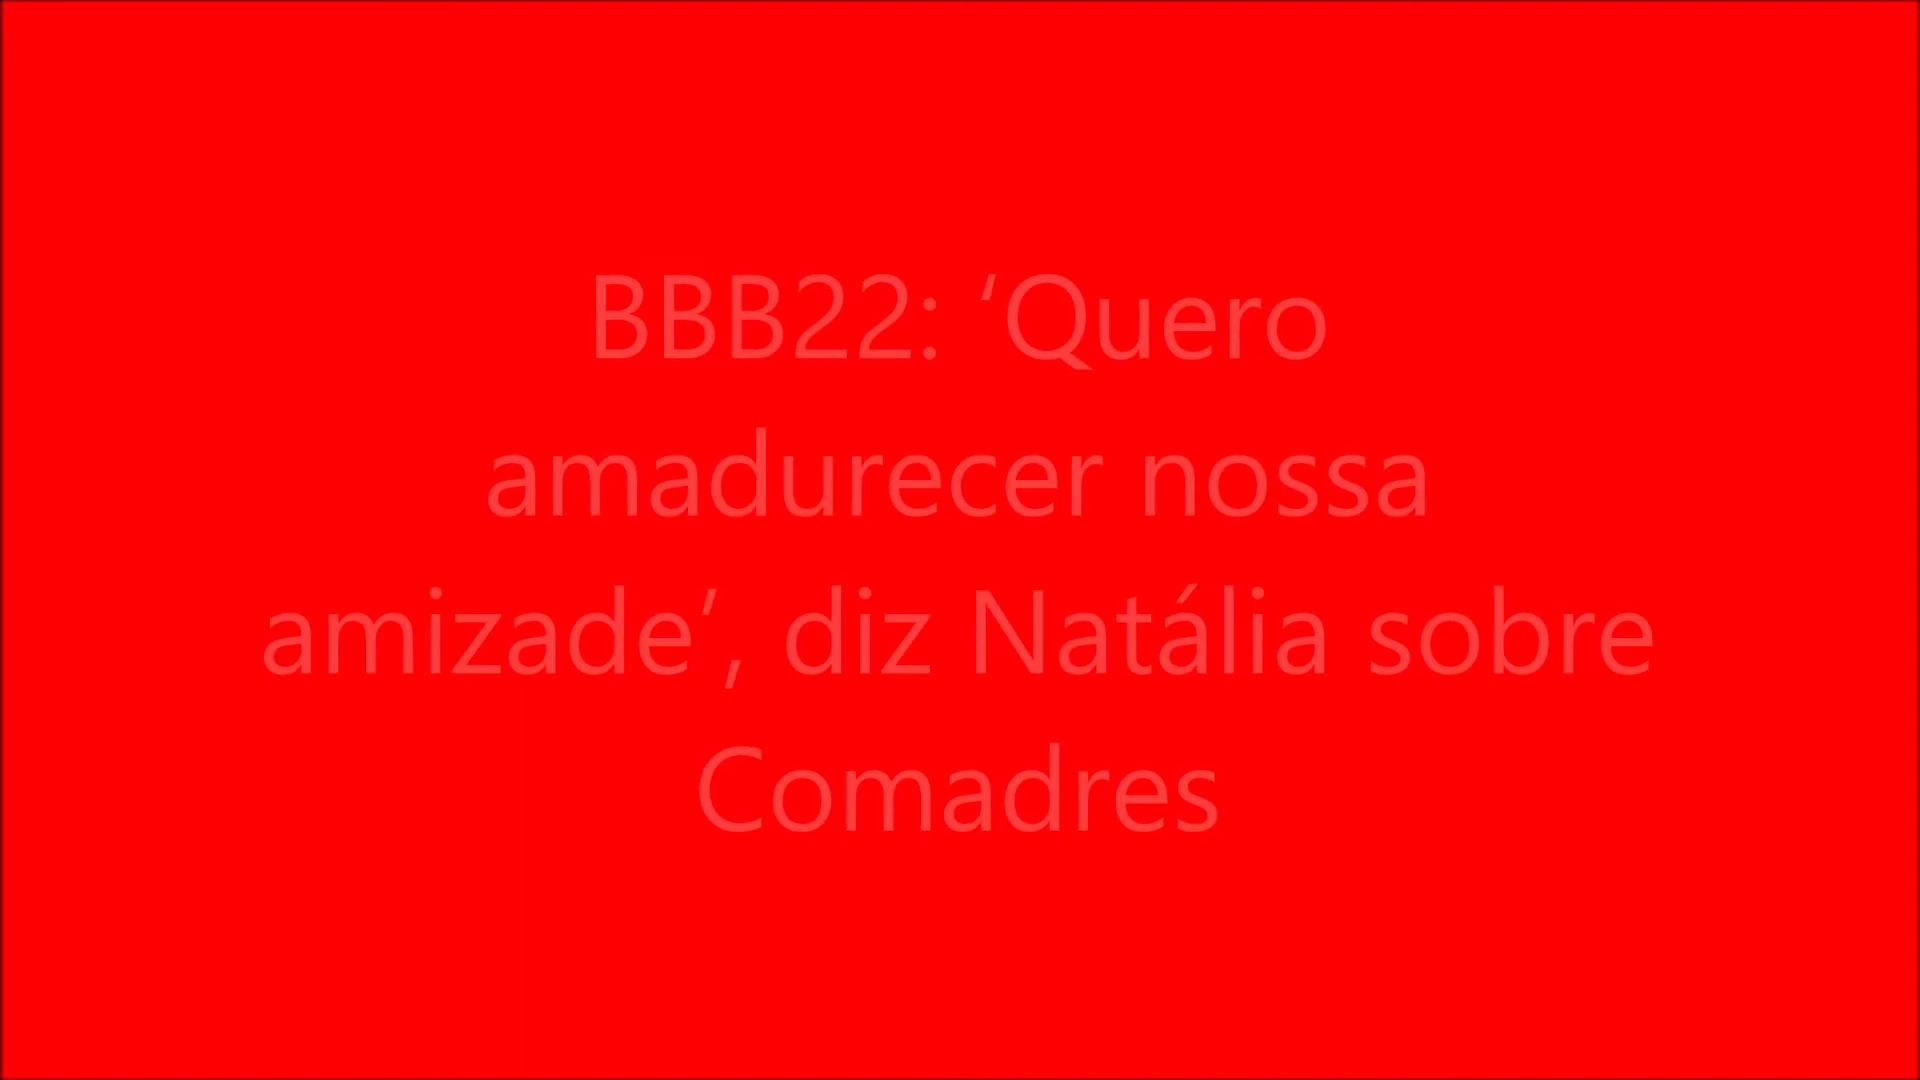 BBB22: ‘Quero
amadurecer nossa
amizade’, diz Natália sobre
Comadres